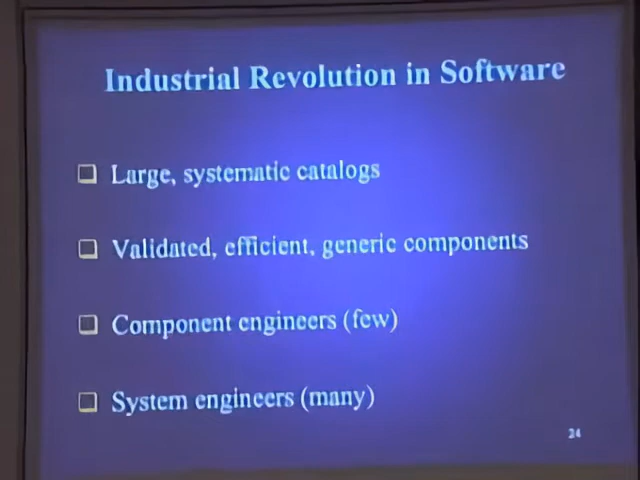 Industrial Revolution in Software
Large, systematic catalogs
Validated, efficient, generic components
Component engineers (few)
System engineers (many)
24